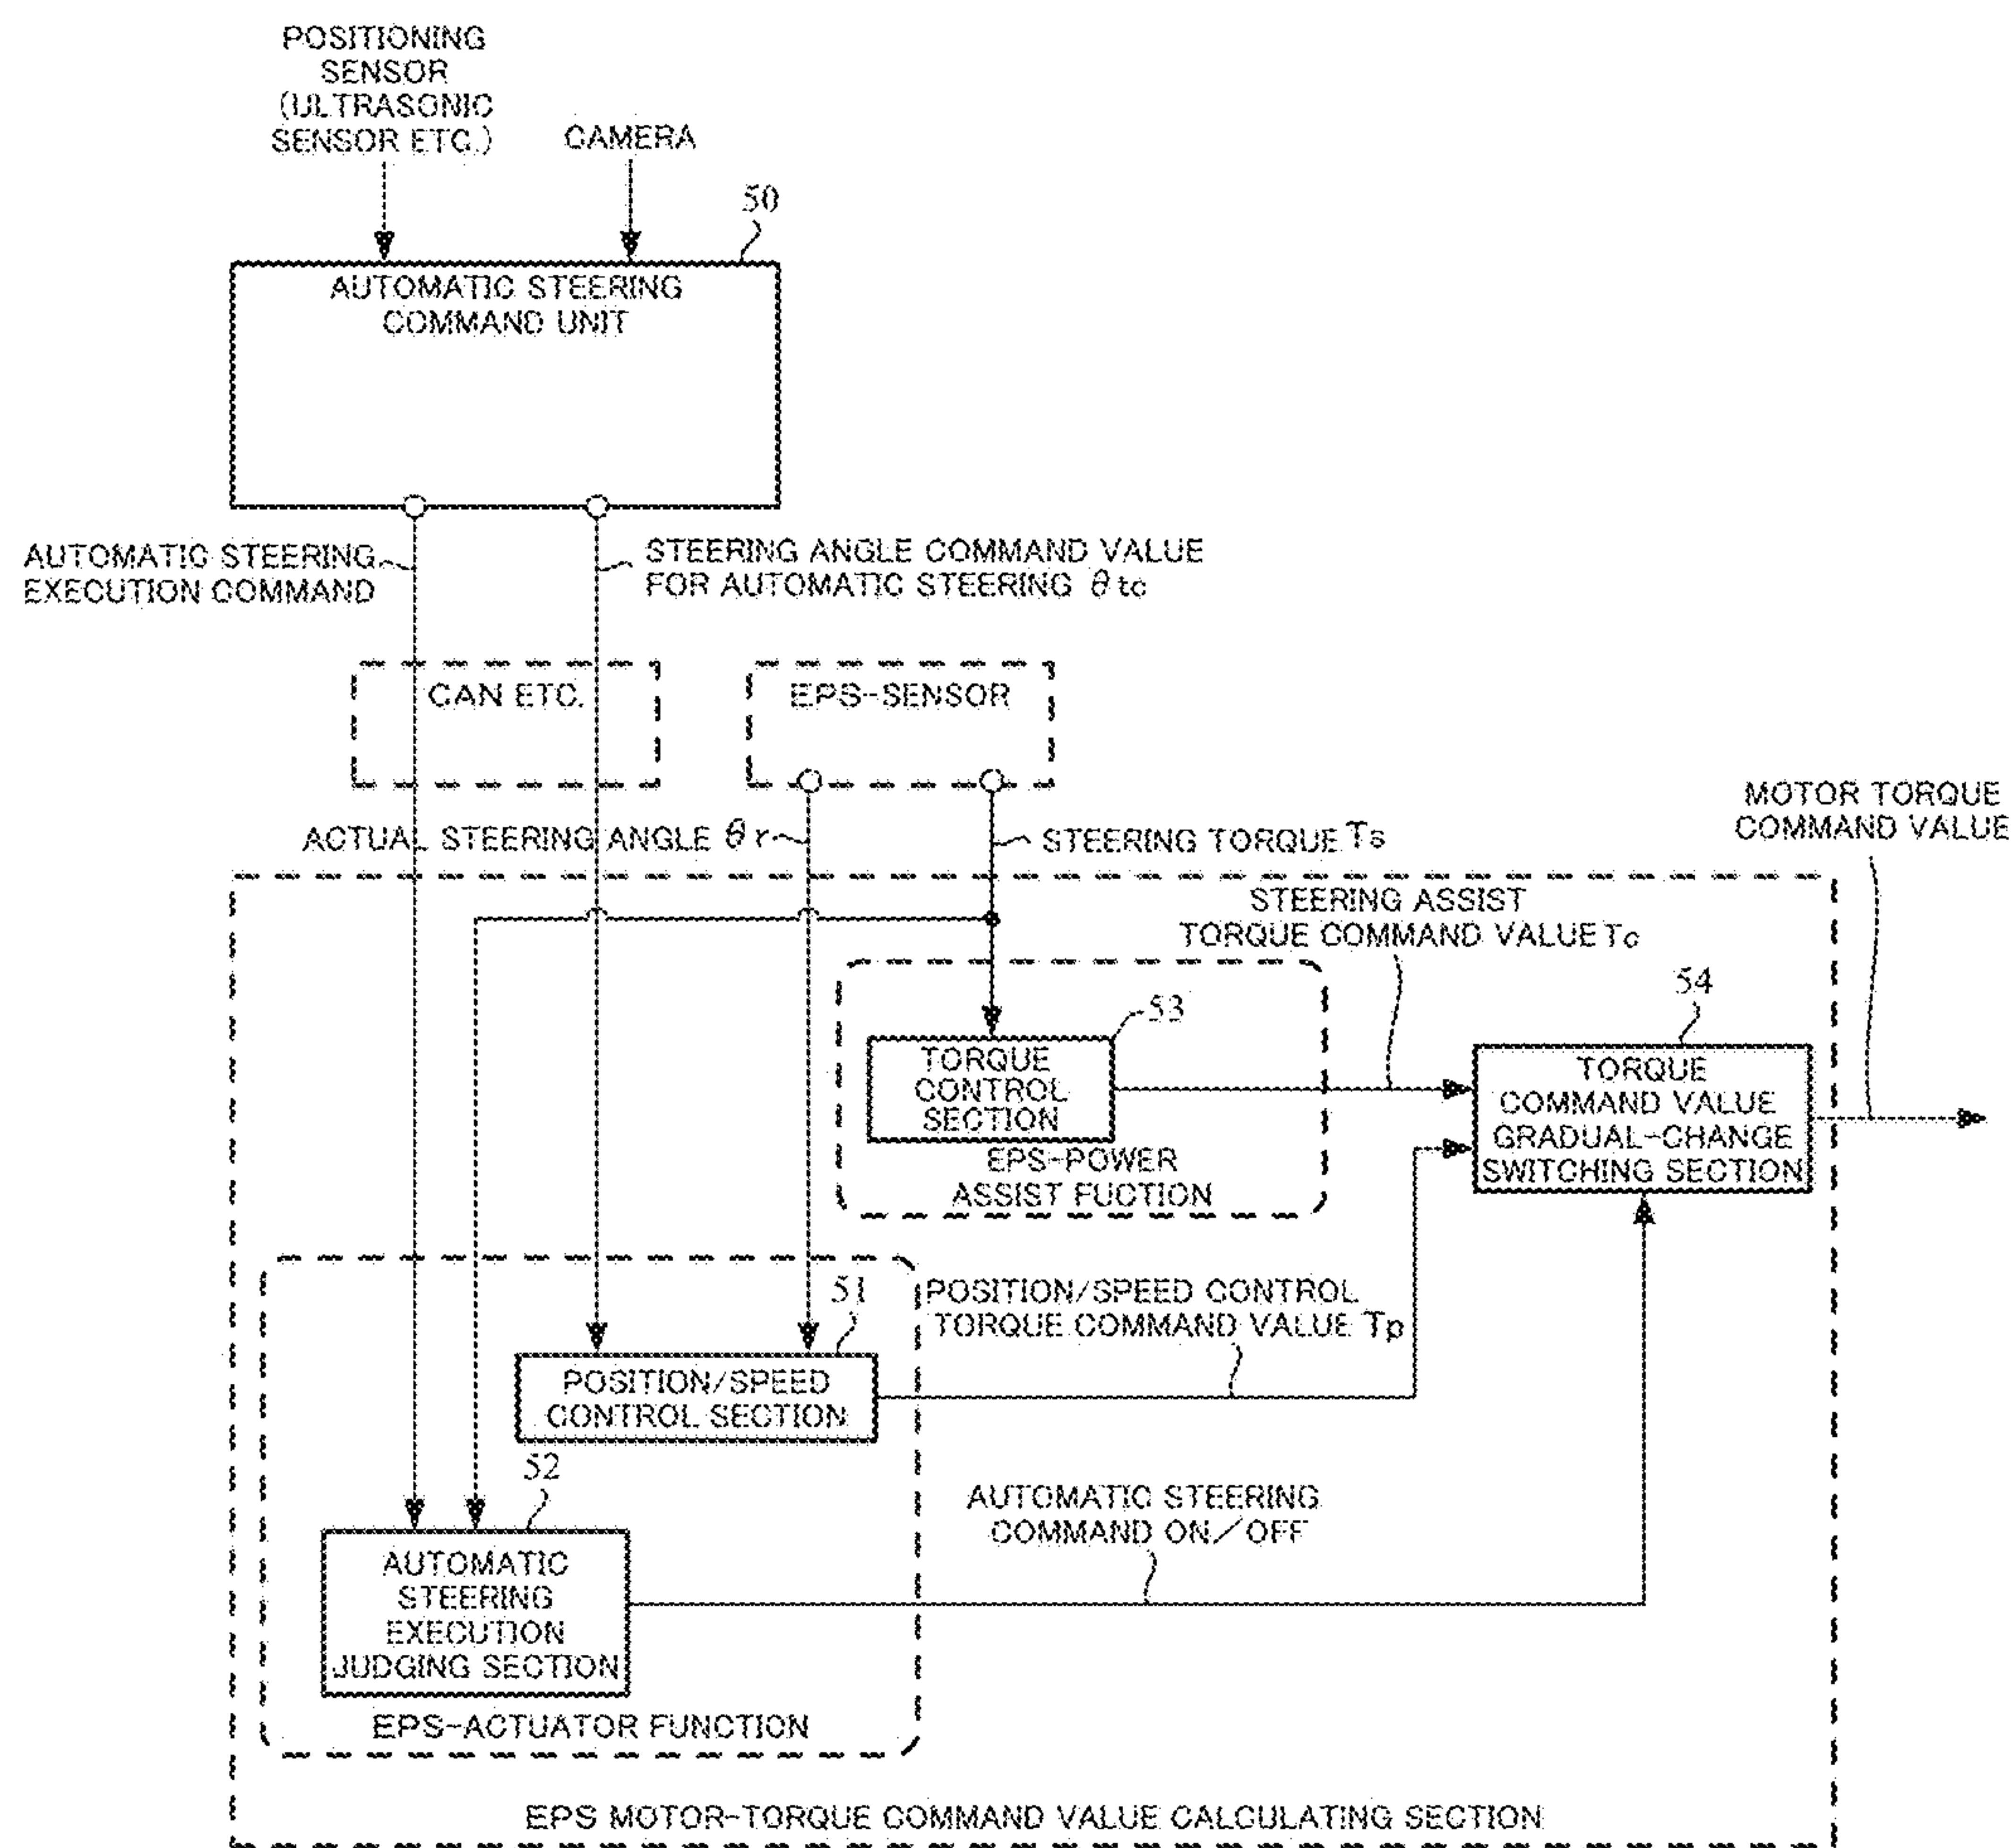 POSITIONING
SENSOR
(ULTRASONIC
SENSOR ETC.)
CAMERA
50
AUTOMATIC STEERING
COMMAND UNIT
AUTOMATIC STEERING
EXECUTION COMMAND
STEERING ANGLE COMMAND VALUE
FOR AUTOMATIC STEERING θtc
CAN ETC.
EPS-SENSOR
ACTUAL STEERING ANGLE θr
STEERING TORQUE Ts
MOTOR TORQUE
COMMAND VALUE
STEERING ASSIST
TORQUE COMMAND VALUE Tc
53
54
TORQUE
CONTROL
SECTION
EPS-POWER
ASSIST FUCTION
TORQUE
COMMAND VALUE
GRADUAL-CHANGE
SWITCHING SECTION
51
POSITION/SPEED CONTROL
TORQUE COMMAND VALUE Tp
POSITION/SPEED
CONTROL SECTION
52
AUTOMATIC STEERING
COMMAND ON/OFF
AUTOMATIC
STEERING
EXECUTION
JUDGING SECTION
EPS-ACTUATOR FUNCTION
EPS MOTOR-TORQUE COMMAND VALUE CALCULATING SECTION